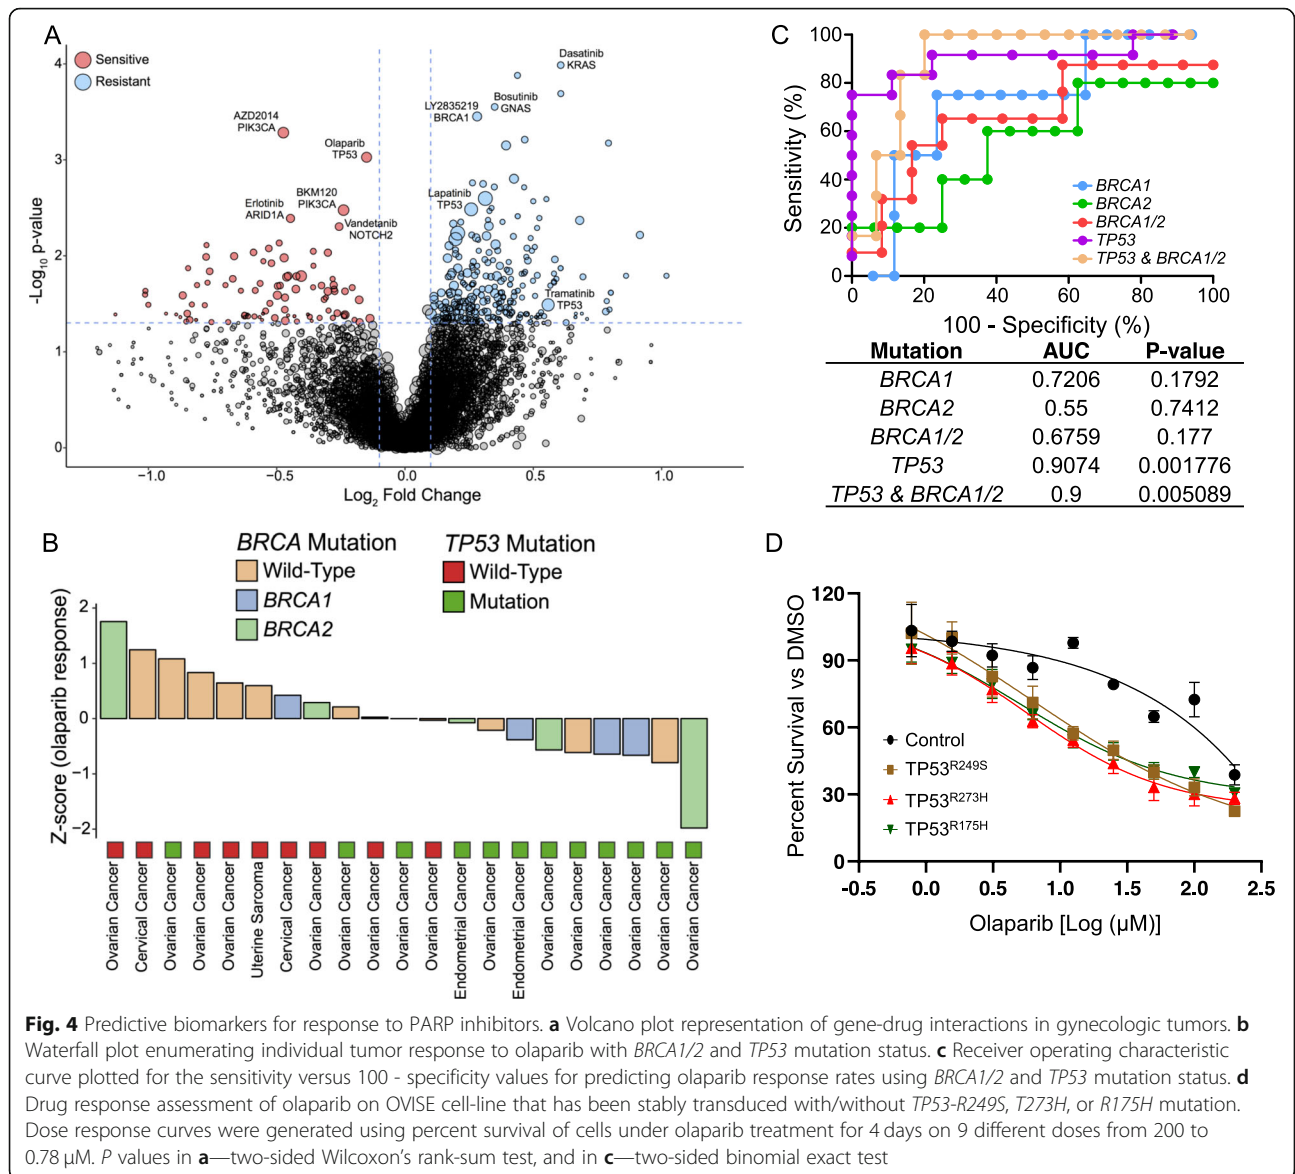 A
Sensitive
Resistant
Dasatinib
KRAS
Bosutinib
GNAS
LY2835219
BRCA1
AZD2014
PIK3CA
Olaparib
TP53
BKM120
PIK3CA
Erlotinib
ARID1A
Vandetanib
NOTCH2
Lapatinib
TP53
Tramatinib
TP53
-Log10 p-value
4
3
2
1
0
−1.0
−0.5
0.0
0.5
1.0
Log2 Fold Change
C
Sensitivity (%)
100
80
60
40
20
0
BRCA1
BRCA2
BRCA1/2
TP53
TP53 & BRCA1/2
0 20 40 60 80 100
100 - Specificity (%)
Mutation AUC P-value
BRCA1 0.7206 0.1792
BRCA2 0.55 0.7412
BRCA1/2 0.6759 0.177
TP53 0.9074 0.001776
TP53 & BRCA1/2 0.9 0.005089
B
BRCA Mutation
Wild-Type
BRCA1
BRCA2
TP53 Mutation
Wild-Type
Mutation
Z-score (olaparib response)
2
1
0
−1
−2
Ovarian Cancer
Cervical Cancer
Ovarian Cancer
Ovarian Cancer
Ovarian Cancer
Uterine Sarcoma
Cervical Cancer
Ovarian Cancer
Ovarian Cancer
Ovarian Cancer
Ovarian Cancer
Ovarian Cancer
Endometrial Cancer
Ovarian Cancer
Endometrial Cancer
Ovarian Cancer
Ovarian Cancer
Ovarian Cancer
Ovarian Cancer
Ovarian Cancer
Ovarian Cancer
D
Percent Survival vs DMSO
120
90
60
30
0
Control
TP53R249S
TP53R273H
TP53R175H
-0.5 0.0 0.5 1.0 1.5 2.0 2.5
Olaparib [Log (µM)]
Fig. 4 Predictive biomarkers for response to PARP inhibitors. a Volcano plot representation of gene-drug interactions in gynecologic tumors. b
Waterfall plot enumerating individual tumor response to olaparib with BRCA1/2 and TP53 mutation status. c Receiver operating characteristic
curve plotted for the sensitivity versus 100 - specificity values for predicting olaparib response rates using BRCA1/2 and TP53 mutation status. d
Drug response assessment of olaparib on OVISE cell-line that has been stably transduced with/without TP53-R249S, T273H, or R175H mutation.
Dose response curves were generated using percent survival of cells under olaparib treatment for 4 days on 9 different doses from 200 to
0.78 µM. P values in a—two-sided Wilcoxon's rank-sum test, and in c—two-sided binomial exact test